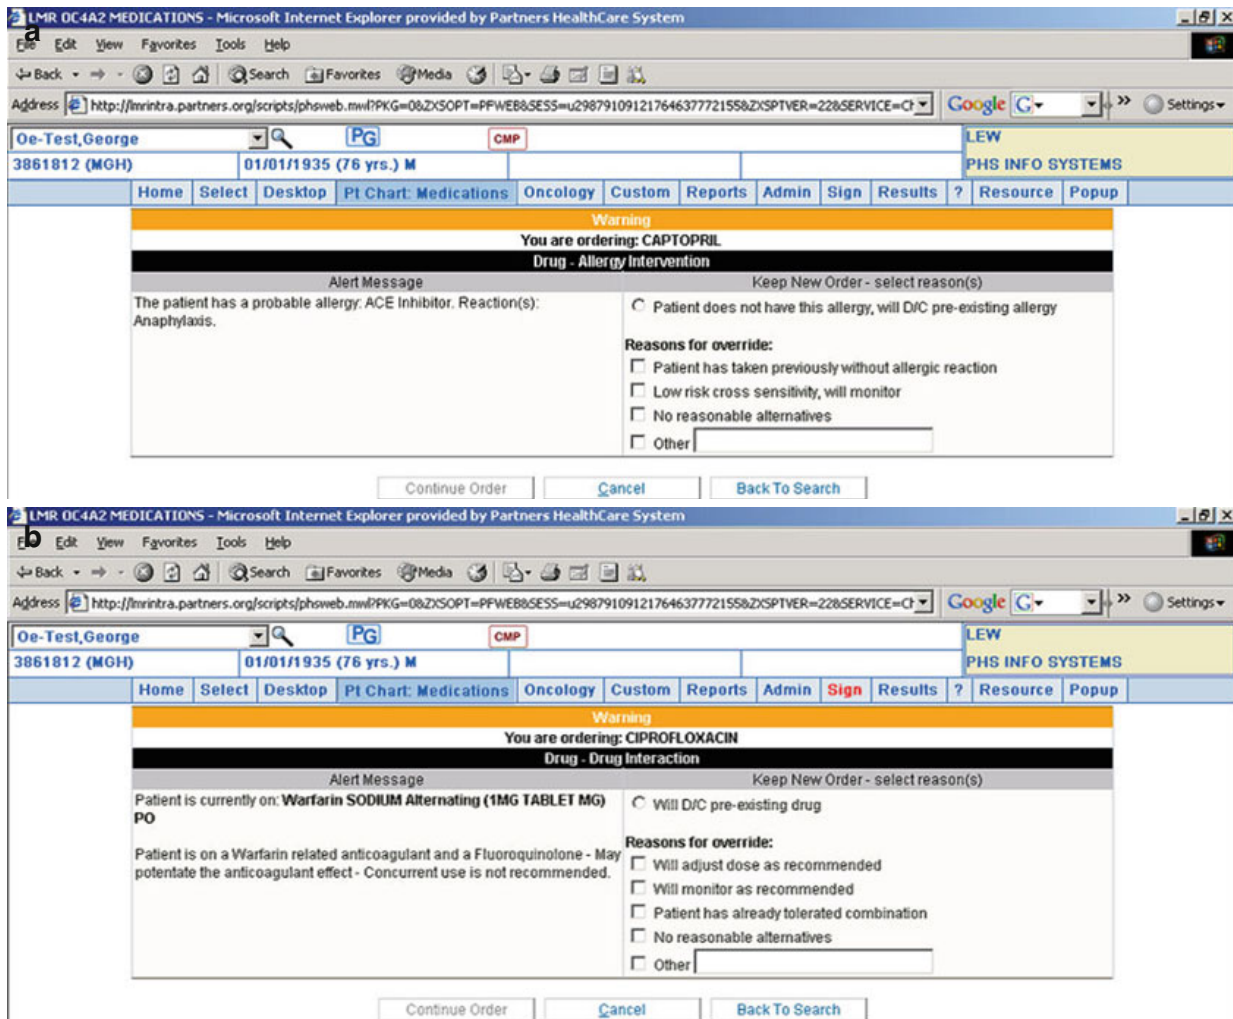 LMR OC4A2 MEDICATIONS - Microsoft Internet Explorer provided by Partners HealthCare System
a
File Edit View Favorites Tools Help
Back Search Favorites Media
Address http://lmrintra.partners.org/scripts/phsweb.mwl?PKG=0&ZXSOPT=PFWEB&SESS=u29879109121764637772155&ZXSPTVER=22&SERVICE=Ch Google G Settings
Oe-Test,George PG CMP LEW
3861812 (MGH) 01/01/1935 (76 yrs.) M PHS INFO SYSTEMS
Home Select Desktop Pt Chart: Medications Oncology Custom Reports Admin Sign Results ? Resource Popup
Warning
You are ordering: CAPTOPRIL
Drug - Allergy Intervention
Alert Message Keep New Order - select reason(s)
The patient has a probable allergy: ACE Inhibitor. Reaction(s):
Anaphylaxis.
Patient does not have this allergy, will D/C pre-existing allergy
Reasons for override:
Patient has taken previously without allergic reaction
Low risk cross sensitivity, will monitor
No reasonable alternatives
Other
Continue Order Cancel Back To Search
LMR OC4A2 MEDICATIONS - Microsoft Internet Explorer provided by Partners HealthCare System
b
Edit View Favorites Tools Help
Back Search Favorites Media
Address http://lmrintra.partners.org/scripts/phsweb.mwl?PKG=0&ZXSOPT=PFWEB&SESS=u29879109121764637772155&ZXSPTVER=22&SERVICE=Ch Google G Settings
Oe-Test,George PG CMP LEW
3861812 (MGH) 01/01/1935 (76 yrs.) M PHS INFO SYSTEMS
Home Select Desktop Pt Chart: Medications Oncology Custom Reports Admin Sign Results ? Resource Popup
Warning
You are ordering: CIPROFLOXACIN
Drug - Drug Interaction
Alert Message Keep New Order - select reason(s)
Patient is currently on: Warfarin SODIUM Alternating (1MG TABLET MG)
PO
Patient is on a Warfarin related anticoagulant and a Fluoroquinolone - May
potentate the anticoagulant effect - Concurrent use is not recommended.
Will D/C pre-existing drug
Reasons for override:
Will adjust dose as recommended
Will monitor as recommended
Patient has already tolerated combination
No reasonable alternatives
Other
Continue Order Cancel Back To Search